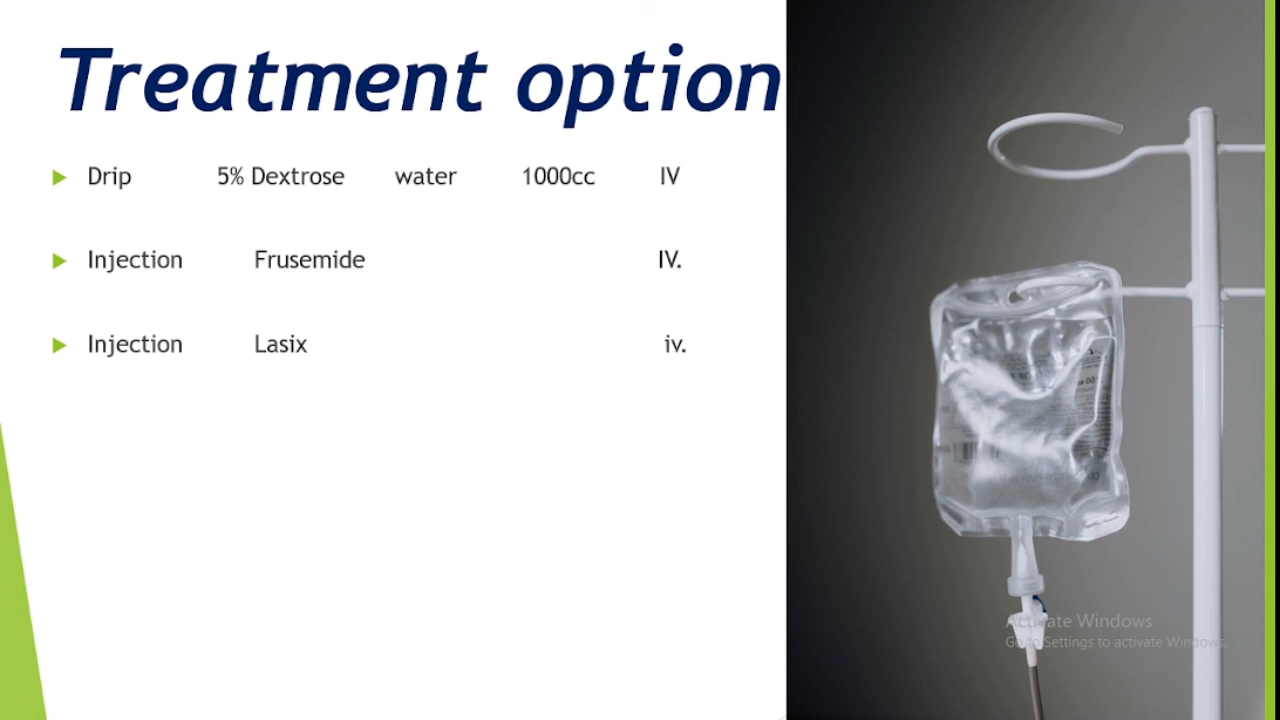 Treatment option
Drip 5% Dextrose water 1000cc IV
Injection Frusemide IV.
Injection Lasix iv.
Activate Windows
Go to Settings to activate Windows.